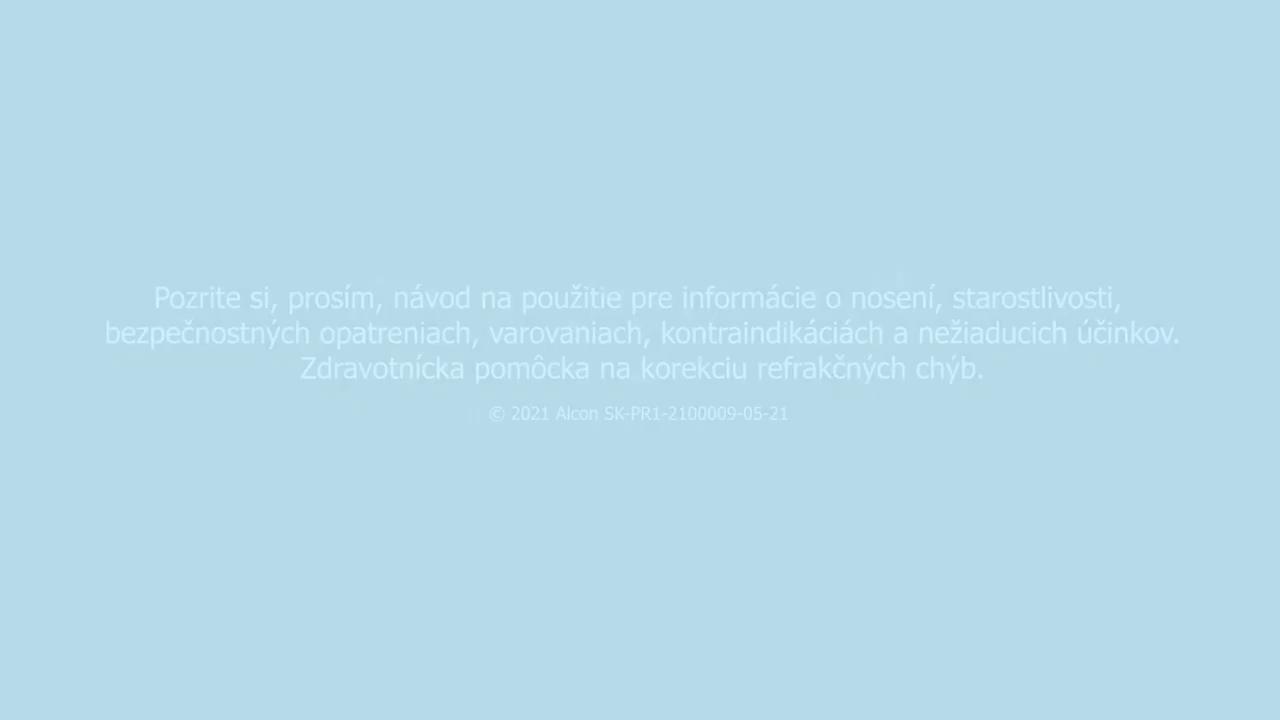 Pozrite si, prosím, návod na použitie pre informácie o nosení, starostlivosti,
bezpečnostných opatreniach, varovaniach, kontraindikáciách a nežiaducich účinkov.
Zdravotnícka pomôcka na korekciu refrakčných chýb.
© 2021 Alcon SK-PR1-2100009-05-21